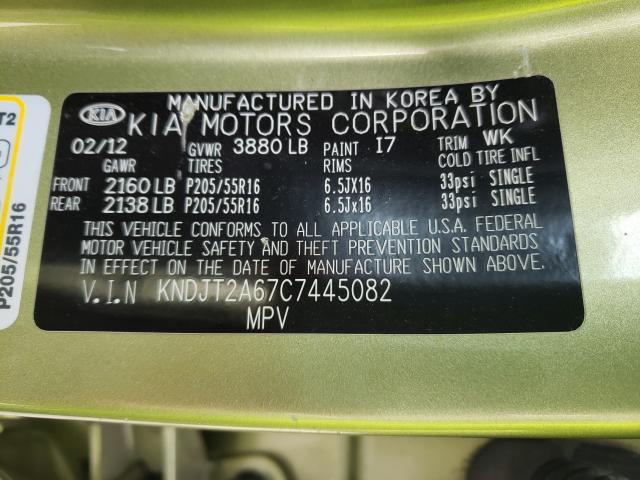 MANUFACTURED IN KOREA BY
KIA KIA MOTORS CORPORATION
02/12 GVWR 3880 LB PAINT I7 TRIM WK
GAWR TIRES RIMS COLD TIRE INFL
FRONT 2160 LB P205/55R16 6.5JX16 33psi SINGLE
REAR 2138 LB P205/55R16 6.5Jx16 33psi SINGLE
THIS VEHICLE CONFORMS TO ALL APPLICABLE U.S.A. FEDERAL
MOTOR VEHICLE SAFETY AND THEFT PREVENTION STANDARDS
IN EFFECT ON THE DATE OF MANUFACTURE SHOWN ABOVE.
V.I.N KNDJT2A67C7445082
MPV
T2
P205/55R16